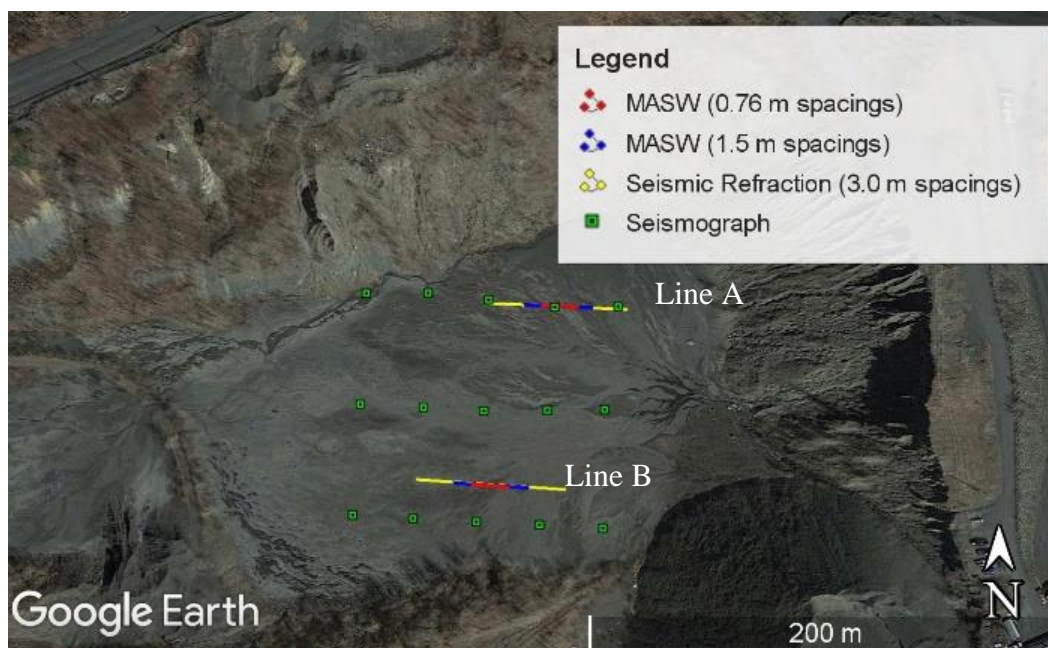 Legend
MASW (0.76 m spacings)
MASW (1.5 m spacings)
Seismic Refraction (3.0 m spacings)
Seismograph
Line A
Line B
Google Earth
N
200 m